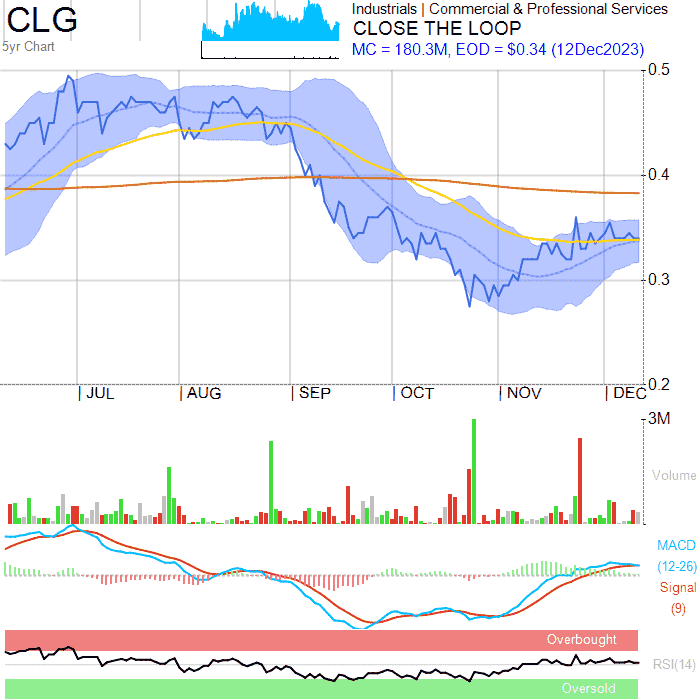 CLG
5yr Chart
Industrials | Commercial & Professional Services
CLOSE THE LOOP
MC = 180.3M, EOD = $0.34 (12Dec2023)
0.5
0.4
0.3
0.2
| JUL | AUG | SEP | OCT | NOV | DEC
3M
Volume
MACD
(12-26)
Signal
(9)
Overbought
RSI(14)
Oversold